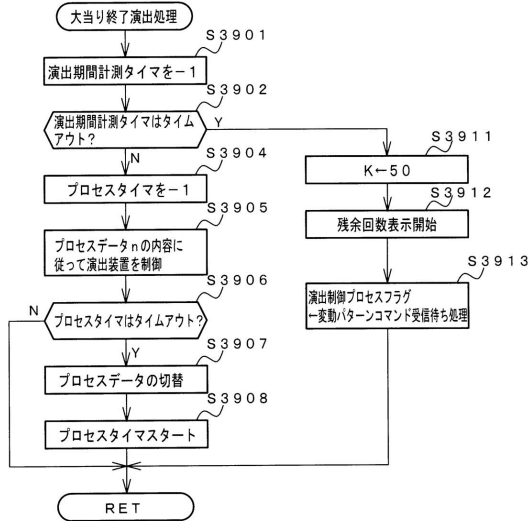 大当り終了演出処理
S3901
演出期間計測タイマを−1
S3902
演出期間計測タイマはタイム
アウト?
Y
N
S3904
プロセスタイマを−1
S3905
プロセスデータnの内容に
従って演出装置を制御
S3906
N
プロセスタイマはタイムアウト?
Y
S3907
プロセスデータの切替
S3908
プロセスタイマスタート
S3911
K←50
S3912
残余回数表示開始
S3913
演出制御プロセスフラグ
←変動パターンコマンド受信待ち処理
RET